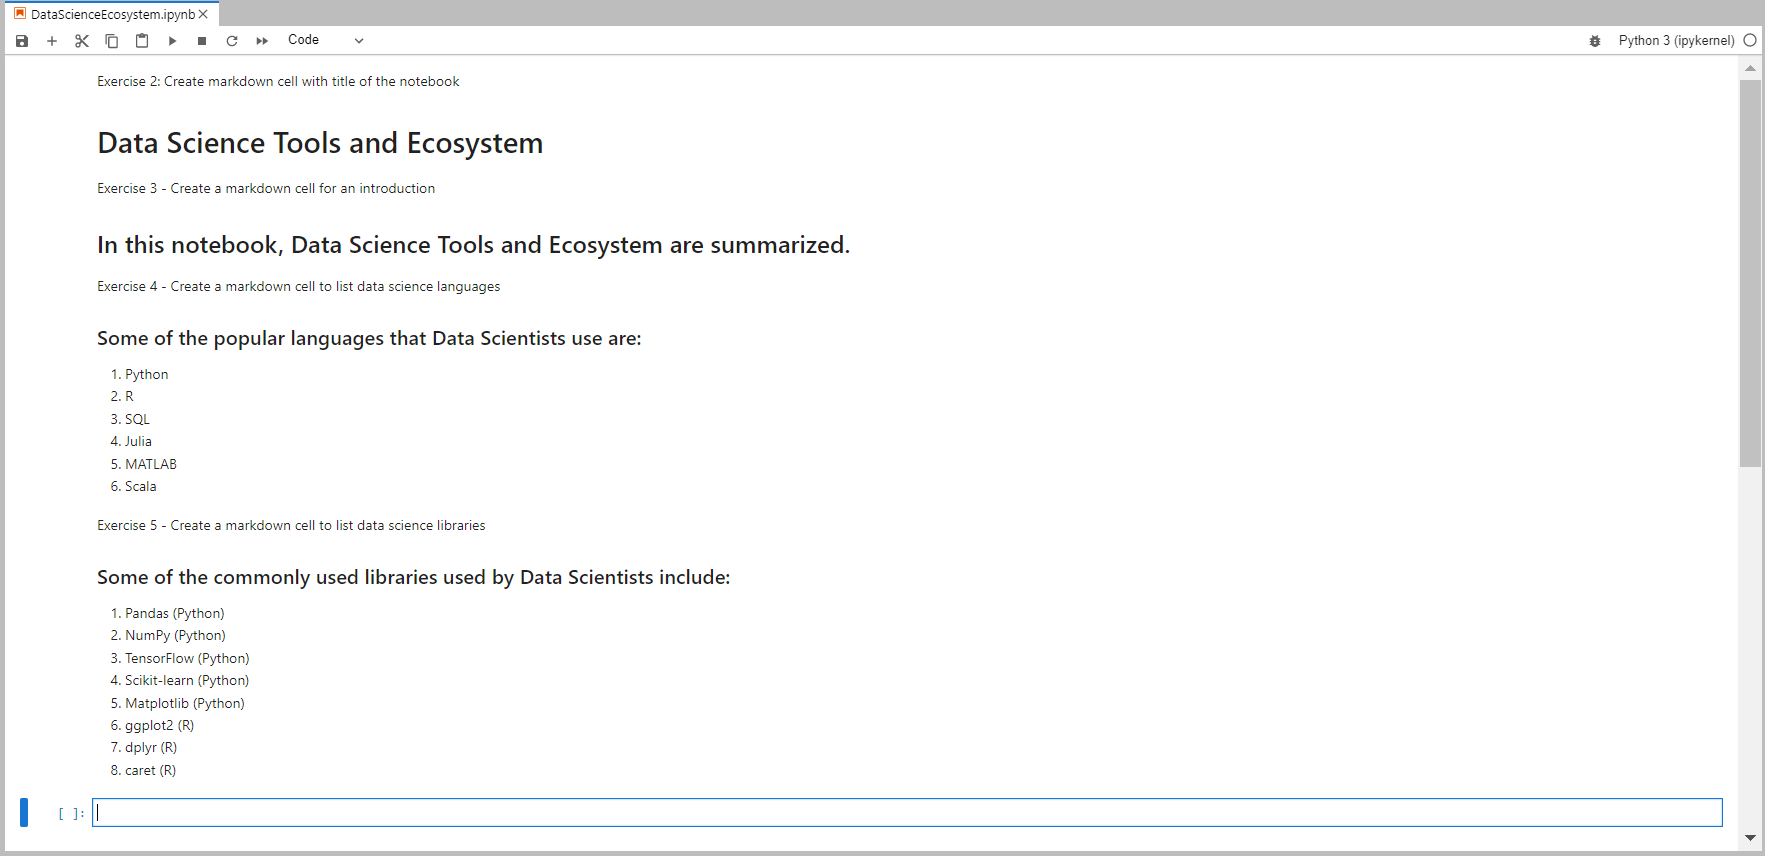 DataScienceEcosystem.ipynb
Code
Python 3 (ipykernel)
Exercise 2: Create markdown cell with title of the notebook
Data Science Tools and Ecosystem
Exercise 3 - Create a markdown cell for an introduction
In this notebook, Data Science Tools and Ecosystem are summarized.
Exercise 4 - Create a markdown cell to list data science languages
Some of the popular languages that Data Scientists use are:
1. Python
2. R
3. SQL
4. Julia
5. MATLAB
6. Scala
Exercise 5 - Create a markdown cell to list data science libraries
Some of the commonly used libraries used by Data Scientists include:
1. Pandas (Python)
2. NumPy (Python)
3. TensorFlow (Python)
4. Scikit-learn (Python)
5. Matplotlib (Python)
6. ggplot2 (R)
7. dplyr (R)
8. caret (R)
[ ]: